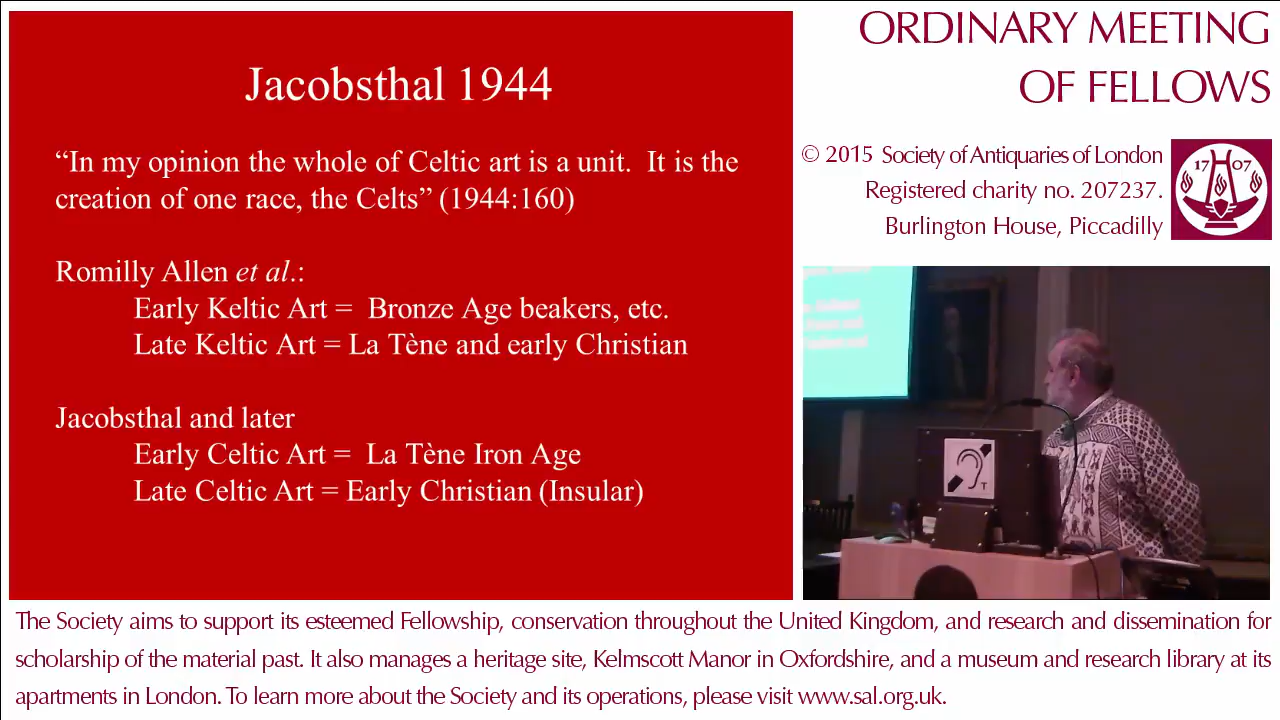 Jacobsthal 1944
“In my opinion the whole of Celtic art is a unit. It is the
creation of one race, the Celts” (1944:160)
Romilly Allen et al.:
Early Keltic Art = Bronze Age beakers, etc.
Late Keltic Art = La Tène and early Christian
Jacobsthal and later
Early Celtic Art = La Tène Iron Age
Late Celtic Art = Early Christian (Insular)
ORDINARY MEETING
OF FELLOWS
© 2015 Society of Antiquaries of London
Registered charity no. 207237.
Burlington House, Piccadilly
17 07
T
The Society aims to support its esteemed Fellowship, conservation throughout the United Kingdom, and research and dissemination for
scholarship of the material past. It also manages a heritage site, Kelmscott Manor in Oxfordshire, and a museum and research library at its
apartments in London. To learn more about the Society and its operations, please visit www.sal.org.uk.